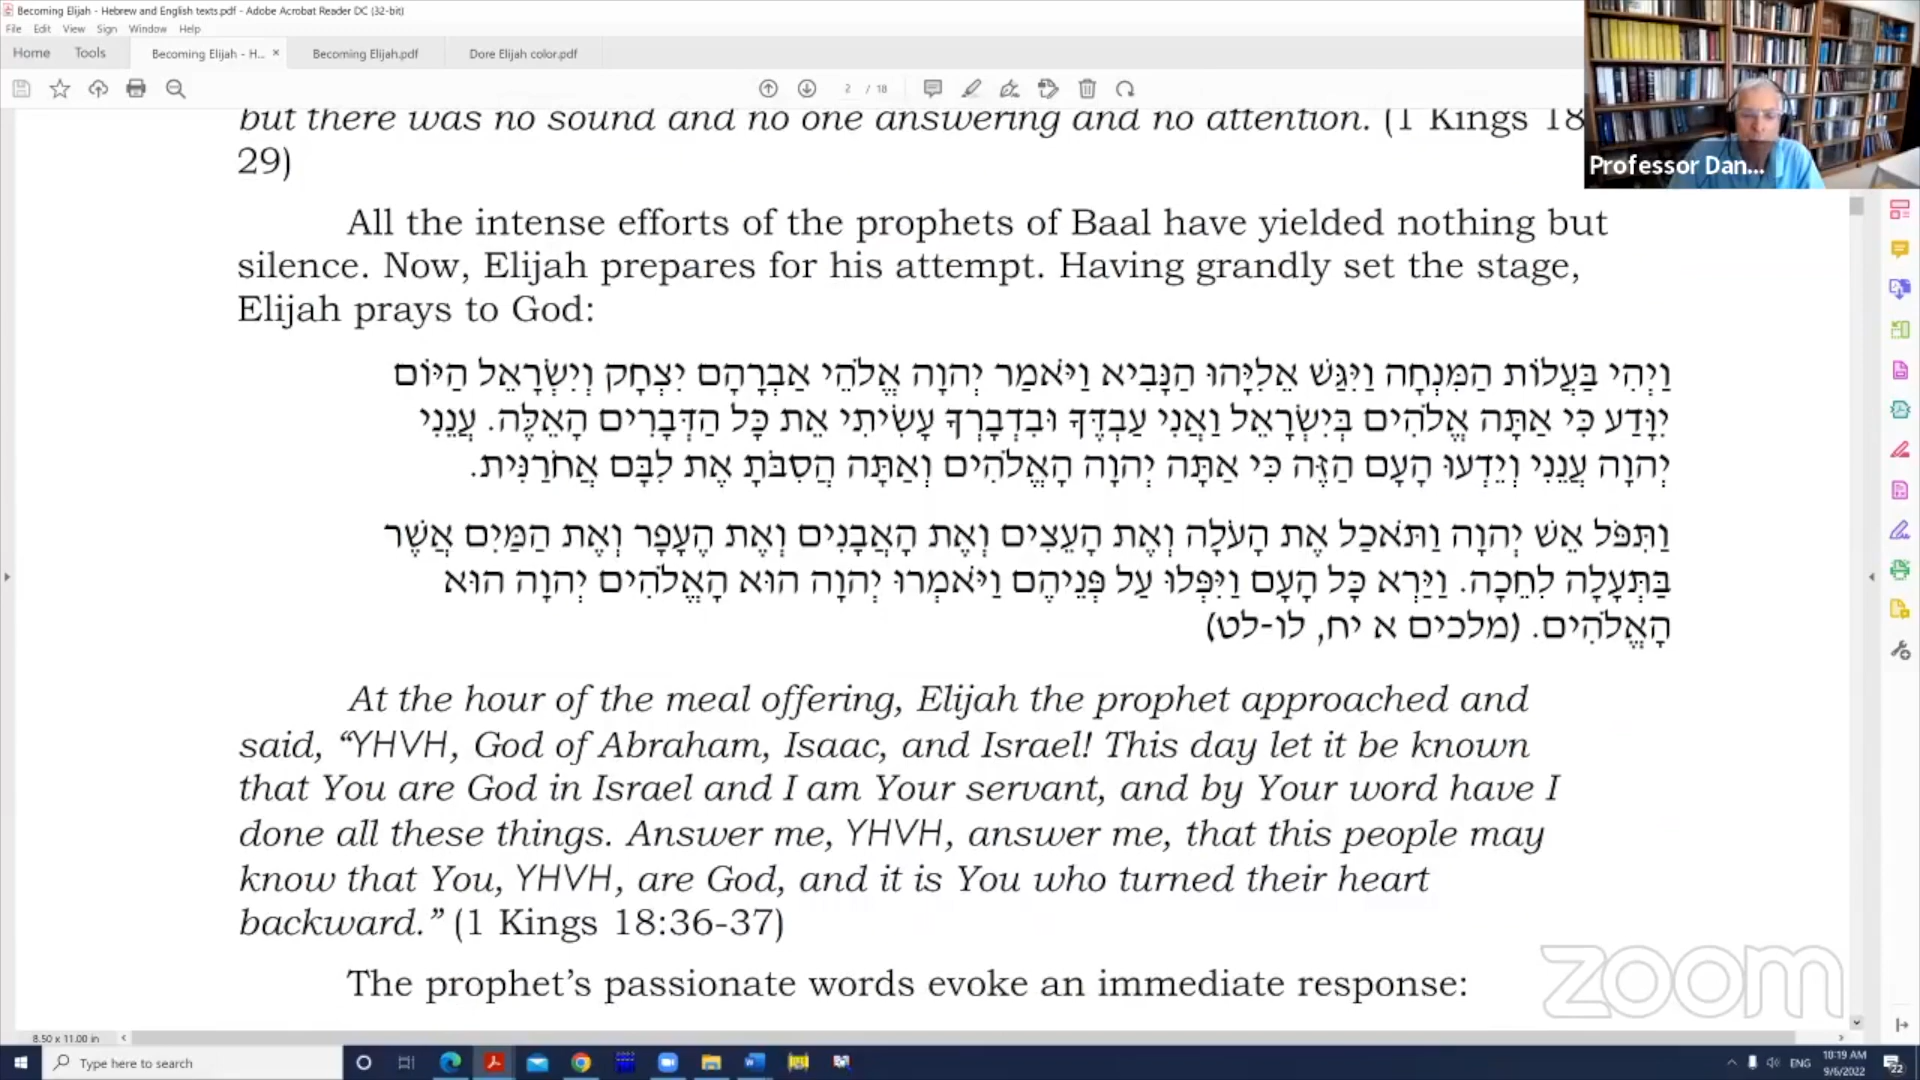 Becoming Elijah - Hebrew and English texts.pdf - Adobe Acrobat Reader DC (32-bit)
File Edit View Sign Window Help
Home Tools Becoming Elijah - H... × Becoming Elijah.pdf Dore Elijah color.pdf
2 / 18
Professor Dan...
but there was no sound and no one answering and no attention. (1 Kings 18
29)
All the intense efforts of the prophets of Baal have yielded nothing but
silence. Now, Elijah prepares for his attempt. Having grandly set the stage,
Elijah prays to God:
וַיְהִי בַּעֲלוֹת הַמִּנְחָה וַיִּגַּשׁ אֵלִיָּהוּ הַנָּבִיא וַיֹּאמַר יְהוָה אֱלֹהֵי אַבְרָהָם יִצְחָק וְיִשְׂרָאֵל הַיּוֹם
יִוָּדַע כִּי אַתָּה אֱלֹהִים בְּיִשְׂרָאֵל וַאֲנִי עַבְדֶּךָ וּבִדְבָרְךָ עָשִׂיתִי אֵת כָּל הַדְּבָרִים הָאֵלֶּה. עֲנֵנִי
יְהוָה עֲנֵנִי וְיֵדְעוּ הָעָם הַזֶּה כִּי אַתָּה יְהוָה הָאֱלֹהִים וְאַתָּה הֲסִבֹּתָ אֶת לִבָּם אֲחֹרַנִּית.
וַתִּפֹּל אֵשׁ יְהוָה וַתֹּאכַל אֶת הָעֹלָה וְאֶת הָעֵצִים וְאֶת הָאֲבָנִים וְאֶת הֶעָפָר וְאֶת הַמַּיִם אֲשֶׁר
בַּתְּעָלָה לִחֵכָה. וַיַּרְא כָּל הָעָם וַיִּפְּלוּ עַל פְּנֵיהֶם וַיֹּאמְרוּ יְהוָה הוּא הָאֱלֹהִים יְהוָה הוּא
הָאֱלֹהִים. (מלכים א יח, לו-לט)
At the hour of the meal offering, Elijah the prophet approached and
said, “YHVH, God of Abraham, Isaac, and Israel! This day let it be known
that You are God in Israel and I am Your servant, and by Your word have I
done all these things. Answer me, YHVH, answer me, that this people may
know that You, YHVH, are God, and it is You who turned their heart
backward.” (1 Kings 18:36-37)
The prophet’s passionate words evoke an immediate response:
zoom
8.50 x 11.00 in
Type here to search
ENG
10:19 AM
9/6/2022
22